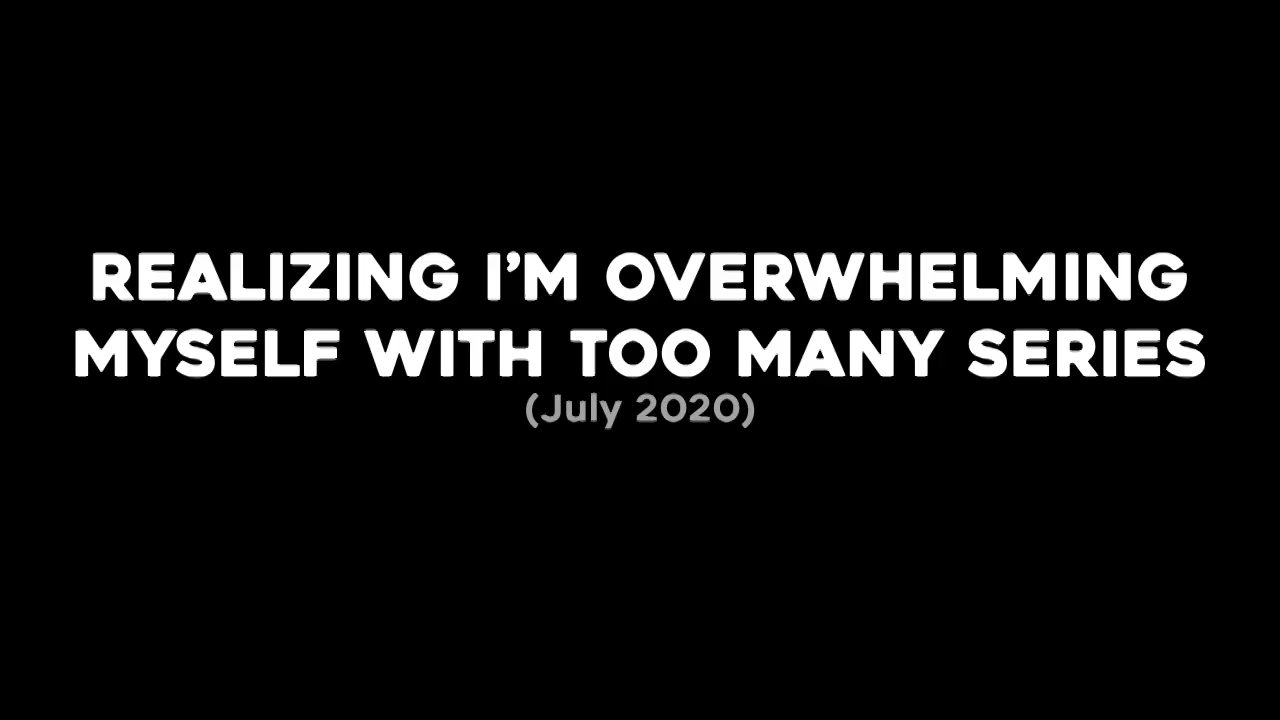 REALIZING I’M OVERWHELMING
MYSELF WITH TOO MANY SERIES
(July 2020)